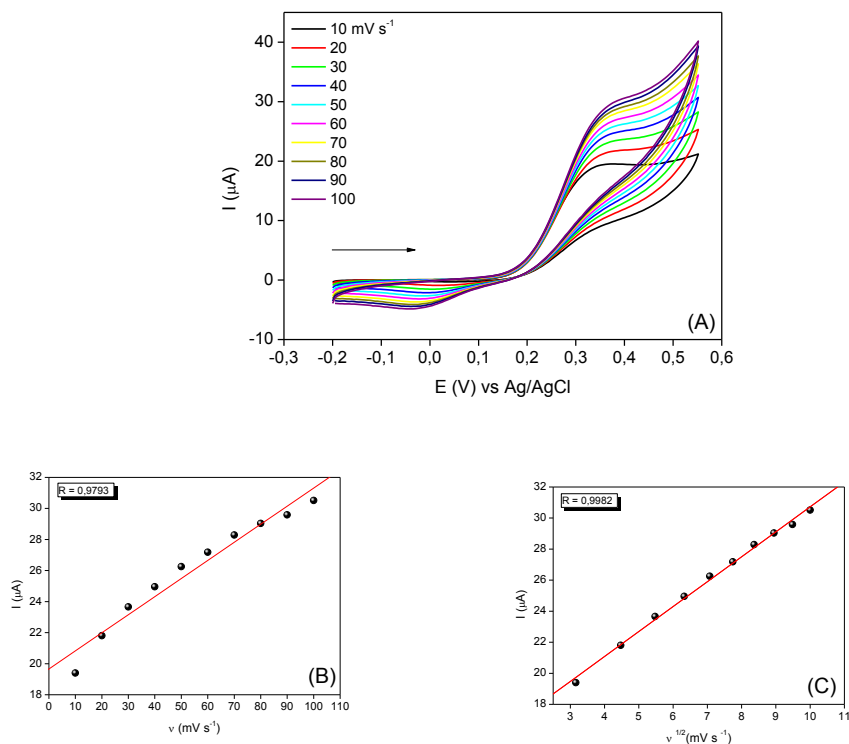 10 mV s⁻¹
20
30
40
50
60
70
80
90
100
40
30
20
10
0
-10
I (µA)
(A)
-0,3 -0,2 -0,1 0,0 0,1 0,2 0,3 0,4 0,5 0,6
E (V) vs Ag/AgCl
R = 0,9793
32
30
28
26
24
22
20
18
I (µA)
(B)
0 10 20 30 40 50 60 70 80 90 100 110
ν (mV s⁻¹)
R = 0,9982
32
30
28
26
24
22
20
18
I (µA)
(C)
3 4 5 6 7 8 9 10 11
ν ¹ᐟ²(mV s⁻¹)